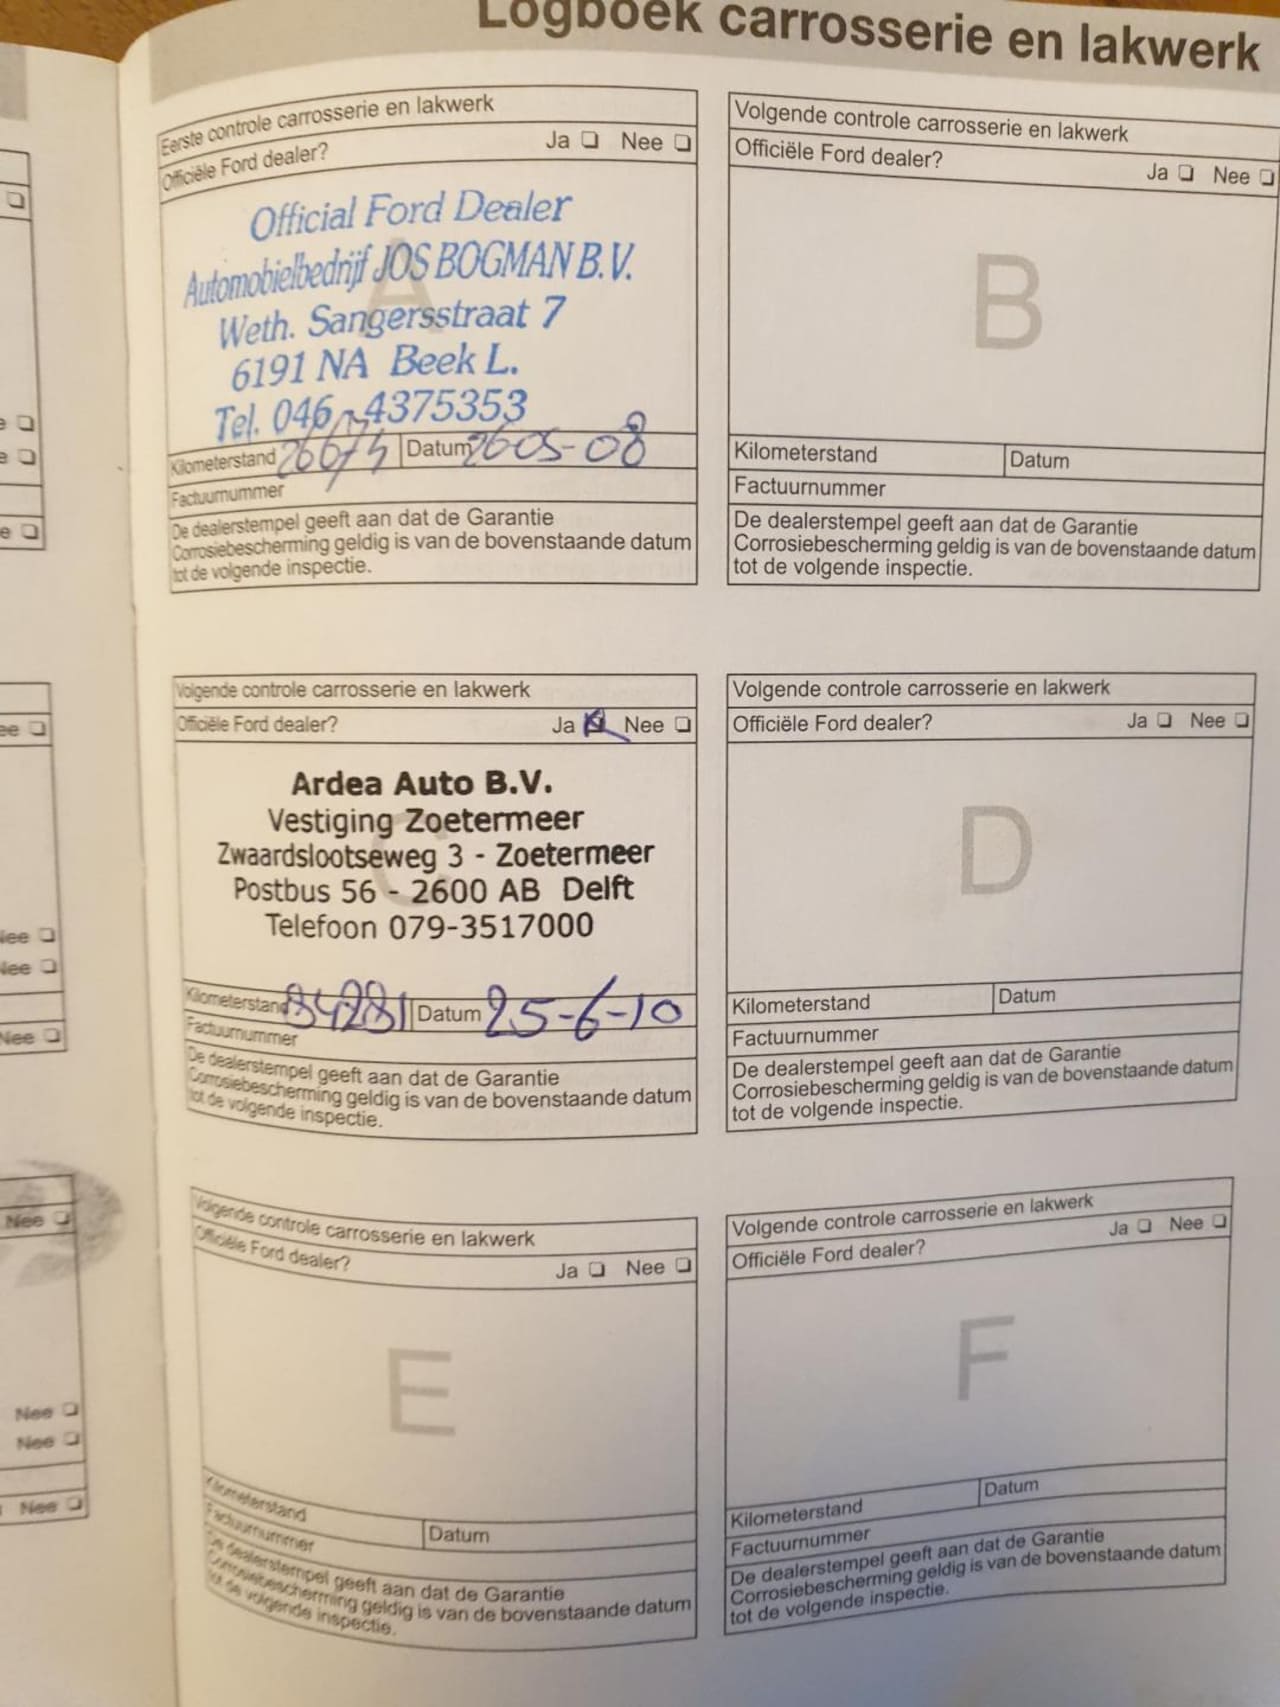 Logboek carrosserie en lakwerk
Eerste controle carrosserie en lakwerk
Officiële Ford dealer? Ja Nee
Official Ford Dealer
Automobielbedrijf JOS BOGMAN B.V.
A
Weth. Sangersstraat 7
6191 NA Beek L.
Tel. 046-4375353
Kilometerstand Datum 2605-08
Factuurnummer
De dealerstempel geeft aan dat de Garantie
Corrosiebescherming geldig is van de bovenstaande datum
tot de volgende inspectie.
Volgende controle carrosserie en lakwerk
Officiële Ford dealer? Ja Nee
B
Kilometerstand Datum
Factuurnummer
De dealerstempel geeft aan dat de Garantie
Corrosiebescherming geldig is van de bovenstaande datum
tot de volgende inspectie.
Volgende controle carrosserie en lakwerk
Officiële Ford dealer? Ja Nee
Ardea Auto B.V.
Vestiging Zoetermeer
Zwaardslootseweg 3 - Zoetermeer
C
Postbus 56 - 2600 AB Delft
Telefoon 079-3517000
Kilometerstand 84281 Datum 25-6-10
Factuurnummer
De dealerstempel geeft aan dat de Garantie
Corrosiebescherming geldig is van de bovenstaande datum
tot de volgende inspectie.
Volgende controle carrosserie en lakwerk
Officiële Ford dealer? Ja Nee
D
Kilometerstand Datum
Factuurnummer
De dealerstempel geeft aan dat de Garantie
Corrosiebescherming geldig is van de bovenstaande datum
tot de volgende inspectie.
Volgende controle carrosserie en lakwerk
Officiële Ford dealer? Ja Nee
E
Kilometerstand Datum
Factuurnummer
De dealerstempel geeft aan dat de Garantie
Corrosiebescherming geldig is van de bovenstaande datum
tot de volgende inspectie.
Volgende controle carrosserie en lakwerk
Officiële Ford dealer? Ja Nee
F
Kilometerstand Datum
Factuurnummer
De dealerstempel geeft aan dat de Garantie
Corrosiebescherming geldig is van de bovenstaande datum
tot de volgende inspectie.
Nee
Nee
Nee
Nee
Nee
Nee
Nee
Nee